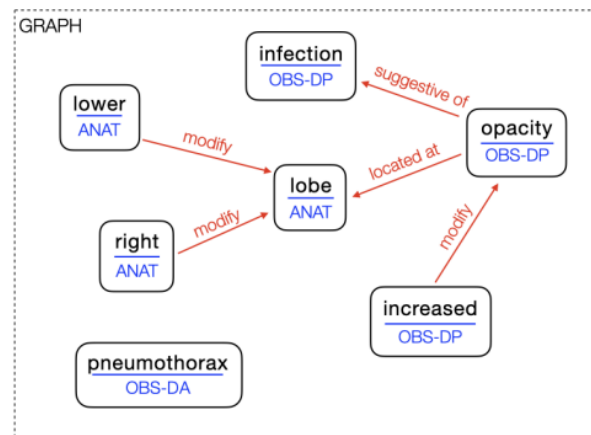 GRAPH
infection
OBS-DP
suggestive of
lower
ANAT
modify
opacity
OBS-DP
located at
lobe
ANAT
right
ANAT
modify
modify
increased
OBS-DP
pneumothorax
OBS-DA